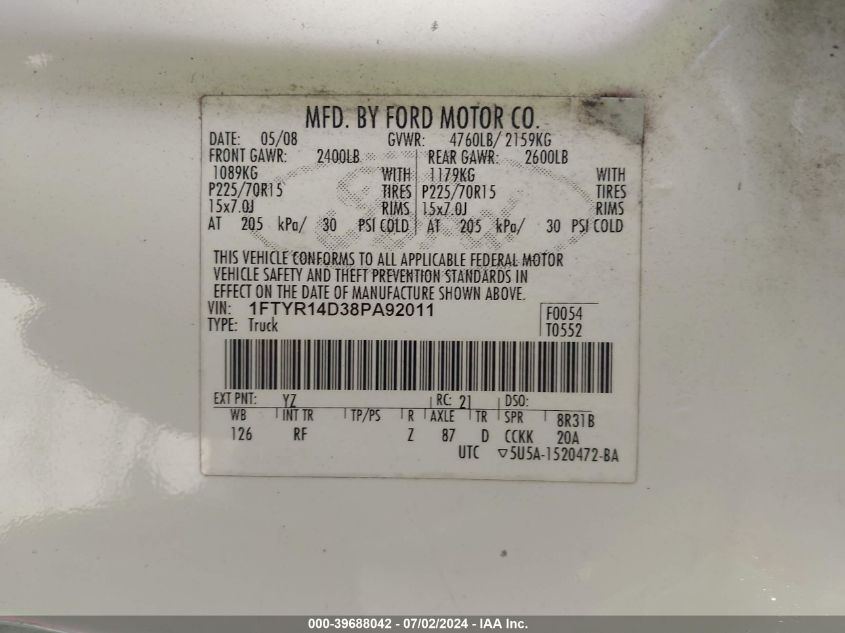 MFD. BY FORD MOTOR CO.
DATE: 05/08 GVWR: 4760LB/ 2159KG
FRONT GAWR: 2400LB REAR GAWR: 2600LB
1089KG WITH 1179KG WITH
P225/70R15 TIRES P225/70R15 TIRES
15x7.0J RIMS 15x7.0J RIMS
AT 205 kPa/ 30 PSI COLD AT 205 kPa/ 30 PSI COLD
THIS VEHICLE CONFORMS TO ALL APPLICABLE FEDERAL MOTOR
VEHICLE SAFETY AND THEFT PREVENTION STANDARDS IN
EFFECT ON THE DATE OF MANUFACTURE SHOWN ABOVE.
VIN: 1FTYR14D38PA92011 F0054
TYPE: Truck T0552
EXT PNT: YZ RC: 21 DSO:
WB INT TR TP/PS R AXLE TR SPR 8R31B
126 RF Z 87 D CCKK 20A
UTC ▽5U5A-1520472-BA
000-39688042 - 07/02/2024 - IAA Inc.